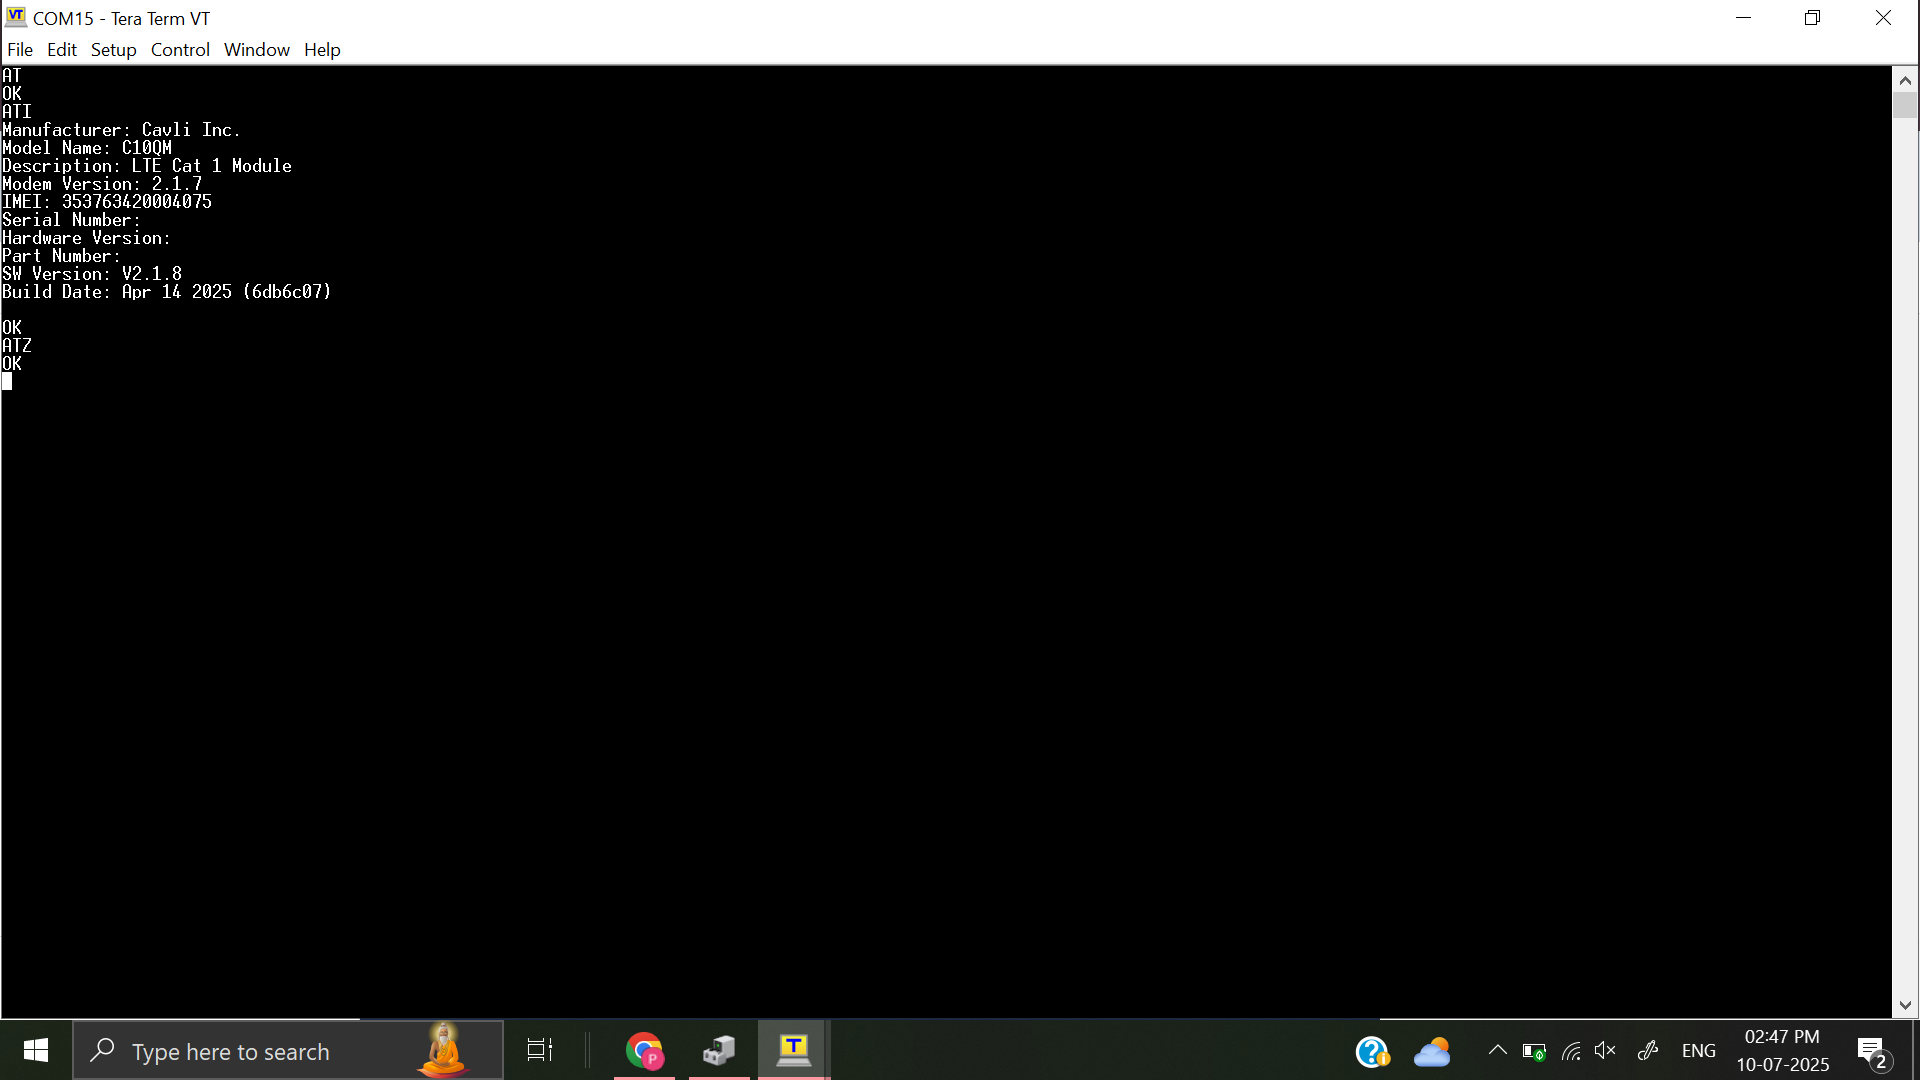 COM15 - Tera Term VT
File Edit Setup Control Window Help
AT
OK
ATI
Manufacturer: Cavli Inc.
Model Name: C10QM
Description: LTE Cat 1 Module
Modem Version: 2.1.7
IMEI: 353763420004075
Serial Number:
Hardware Version:
Part Number:
SW Version: V2.1.8
Build Date: Apr 14 2025 (6db6c07)
OK
ATZ
OK
Type here to search
P
T
ENG
02:47 PM
10-07-2025
2